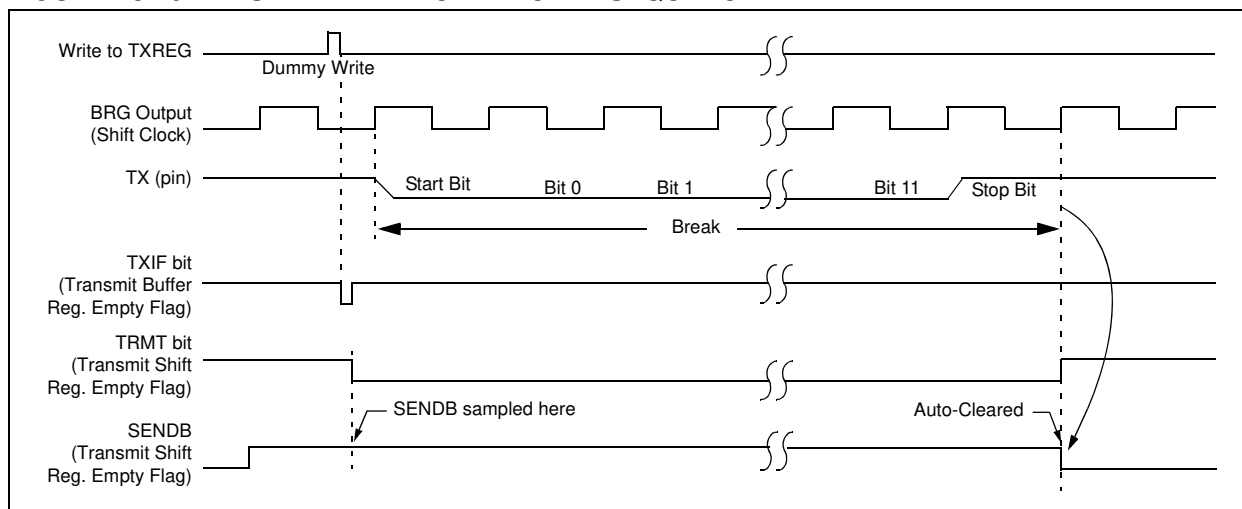 Write to TXREG
Dummy Write
BRG Output
(Shift Clock)
TX (pin)
Start Bit
Bit 0
Bit 1
Bit 11
Stop Bit
Break
TXIF bit
(Transmit Buffer
Reg. Empty Flag)
TRMT bit
(Transmit Shift
Reg. Empty Flag)
SENDB sampled here
Auto-Cleared
SENDB
(Transmit Shift
Reg. Empty Flag)